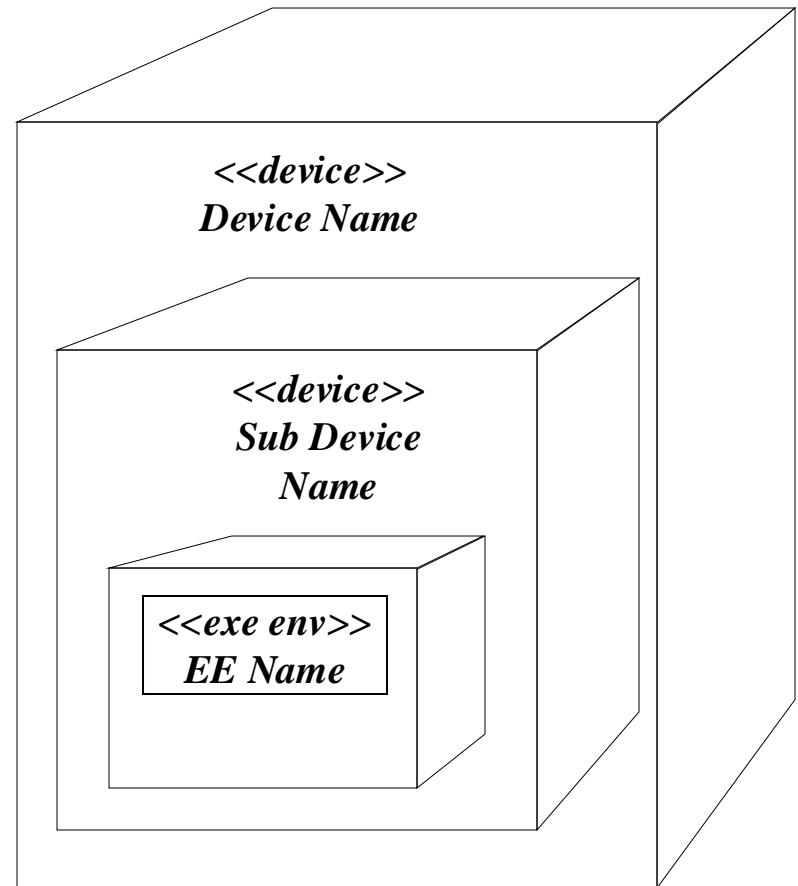 <<device>>
Device Name
<<device>>
Sub Device
Name
<<exe env>>
EE Name